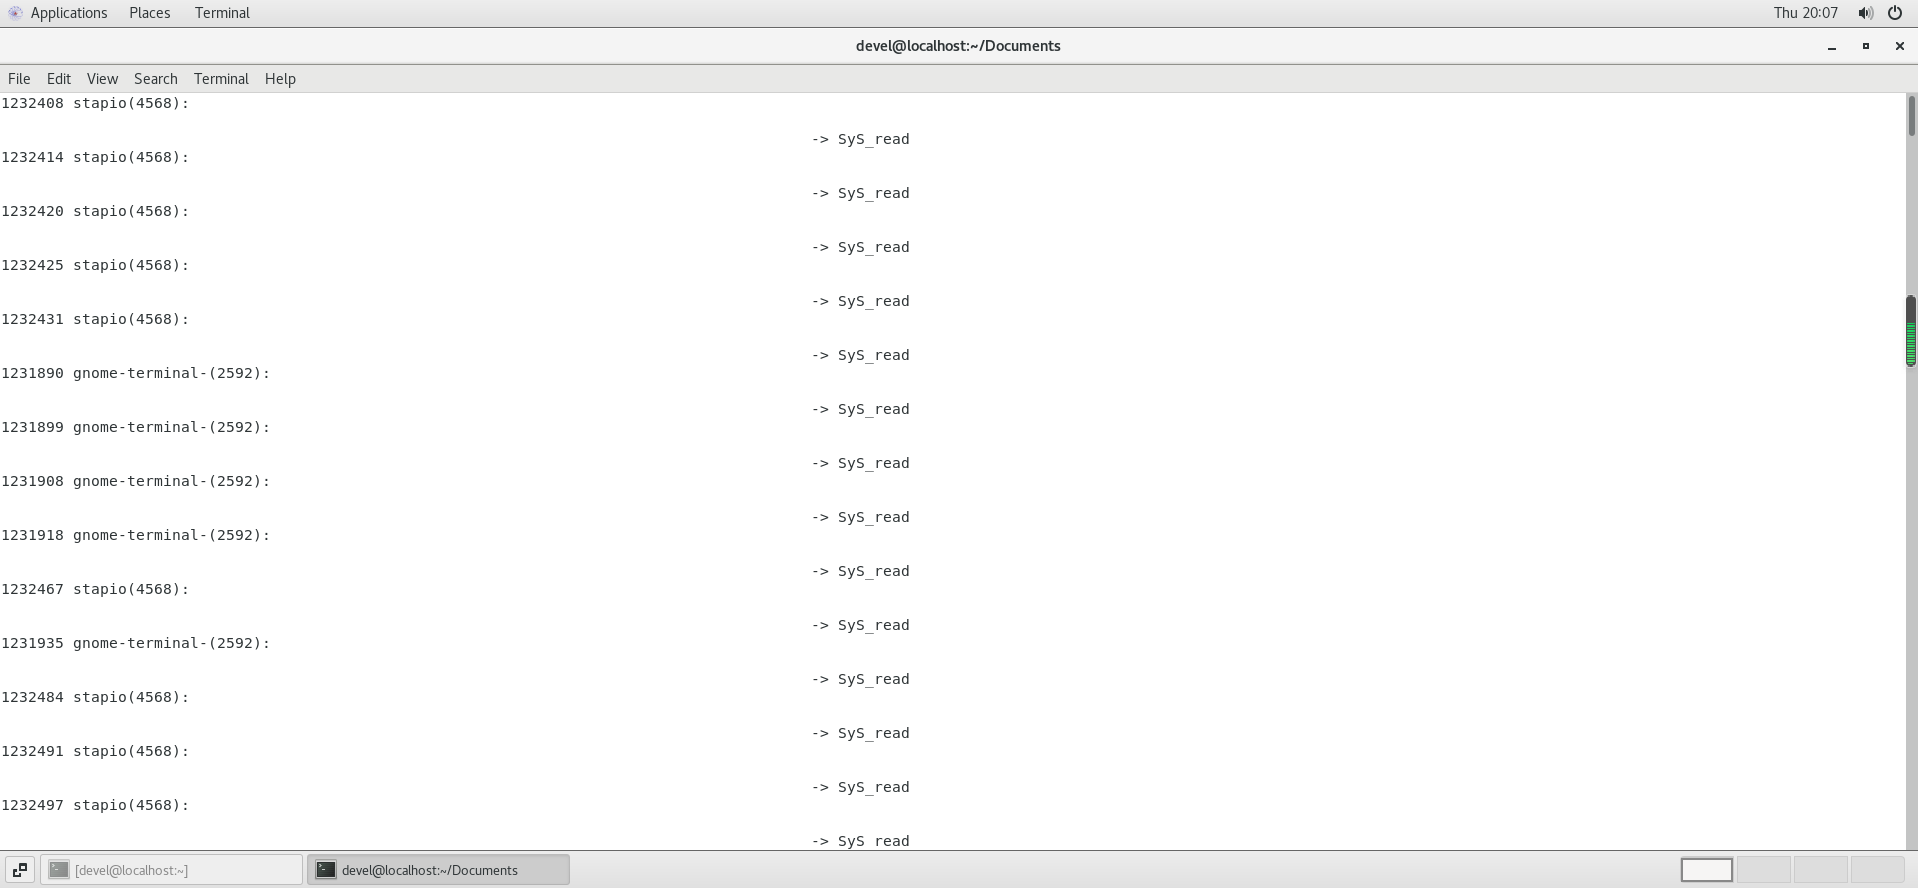 Applications Places Terminal Thu 20:07
devel@localhost:~/Documents
File Edit View Search Terminal Help
1232408 stapio(4568):
-> SyS_read
1232414 stapio(4568):
-> SyS_read
1232420 stapio(4568):
-> SyS_read
1232425 stapio(4568):
-> SyS_read
1232431 stapio(4568):
-> SyS_read
1231890 gnome-terminal-(2592):
-> SyS_read
1231899 gnome-terminal-(2592):
-> SyS_read
1231908 gnome-terminal-(2592):
-> SyS_read
1231918 gnome-terminal-(2592):
-> SyS_read
1232467 stapio(4568):
-> SyS_read
1231935 gnome-terminal-(2592):
-> SyS_read
1232484 stapio(4568):
-> SyS_read
1232491 stapio(4568):
-> SyS_read
1232497 stapio(4568):
-> SyS_read
[devel@localhost:~] devel@localhost:~/Documents